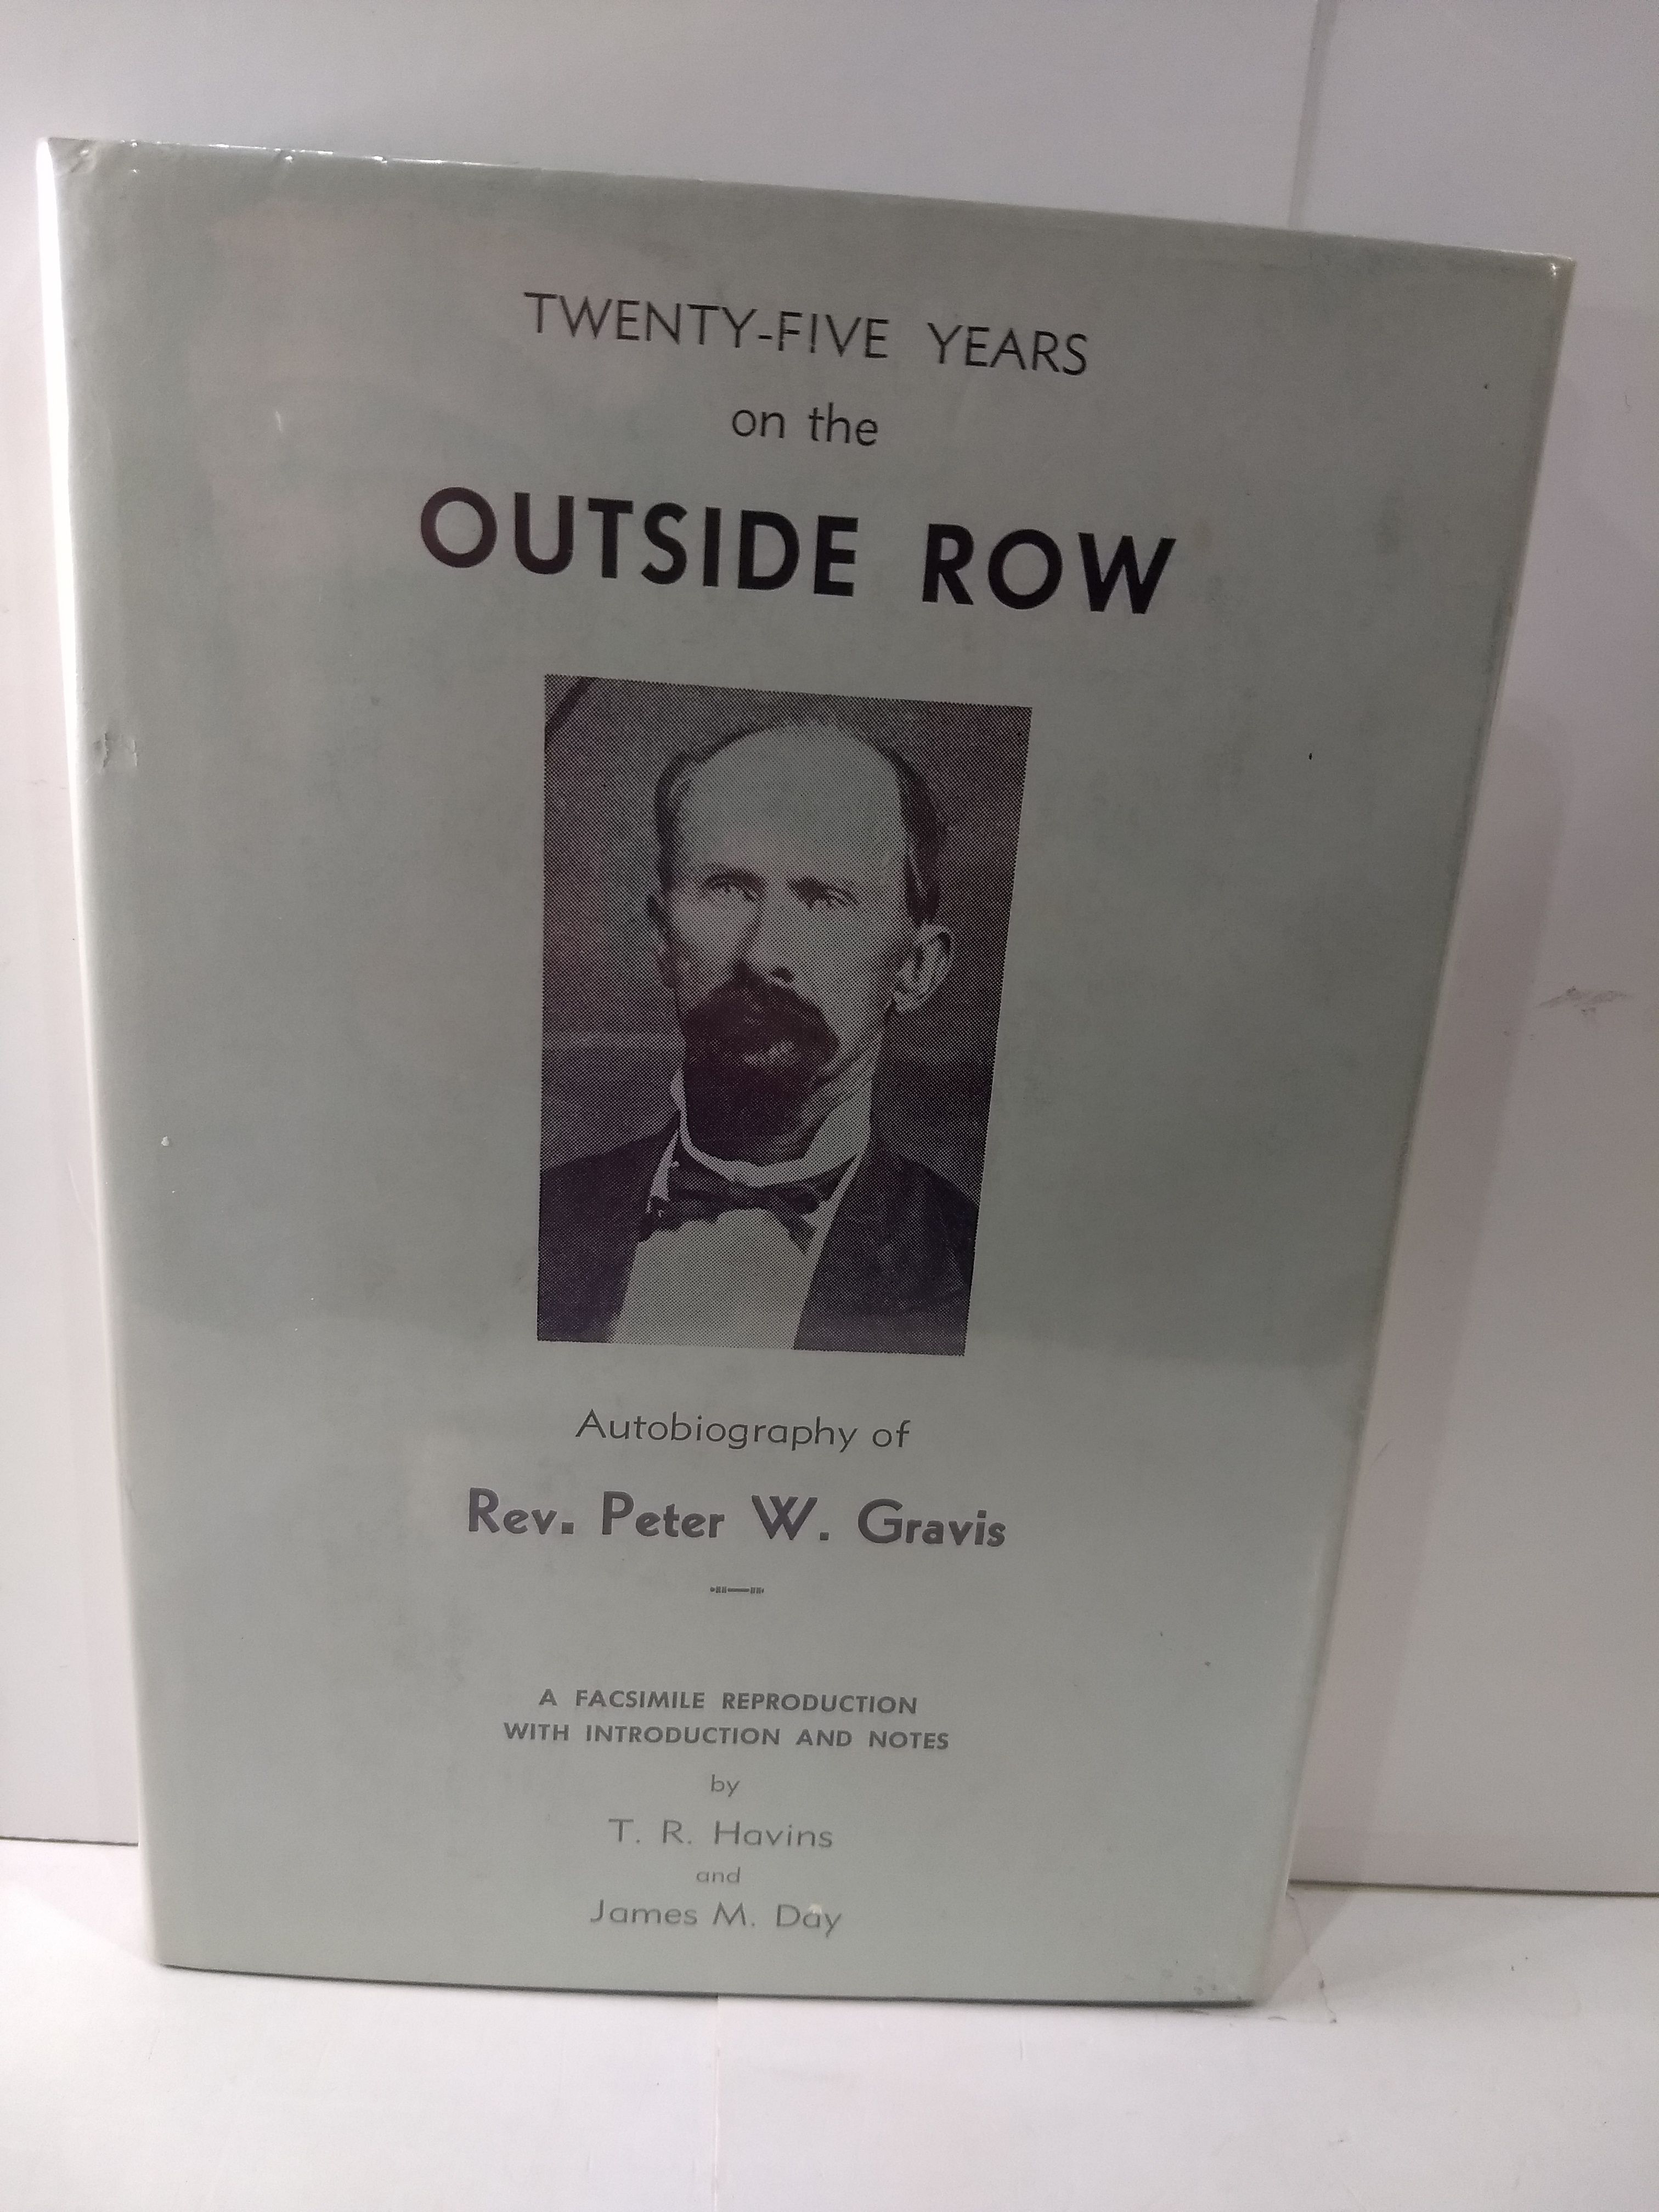 TWENTY-FIVE YEARS
on the
OUTSIDE ROW
Autobiography of
Rev. Peter W. Gravis
A FACSIMILE REPRODUCTION
WITH INTRODUCTION AND NOTES
by
T. R. Havins
and
James M. Day